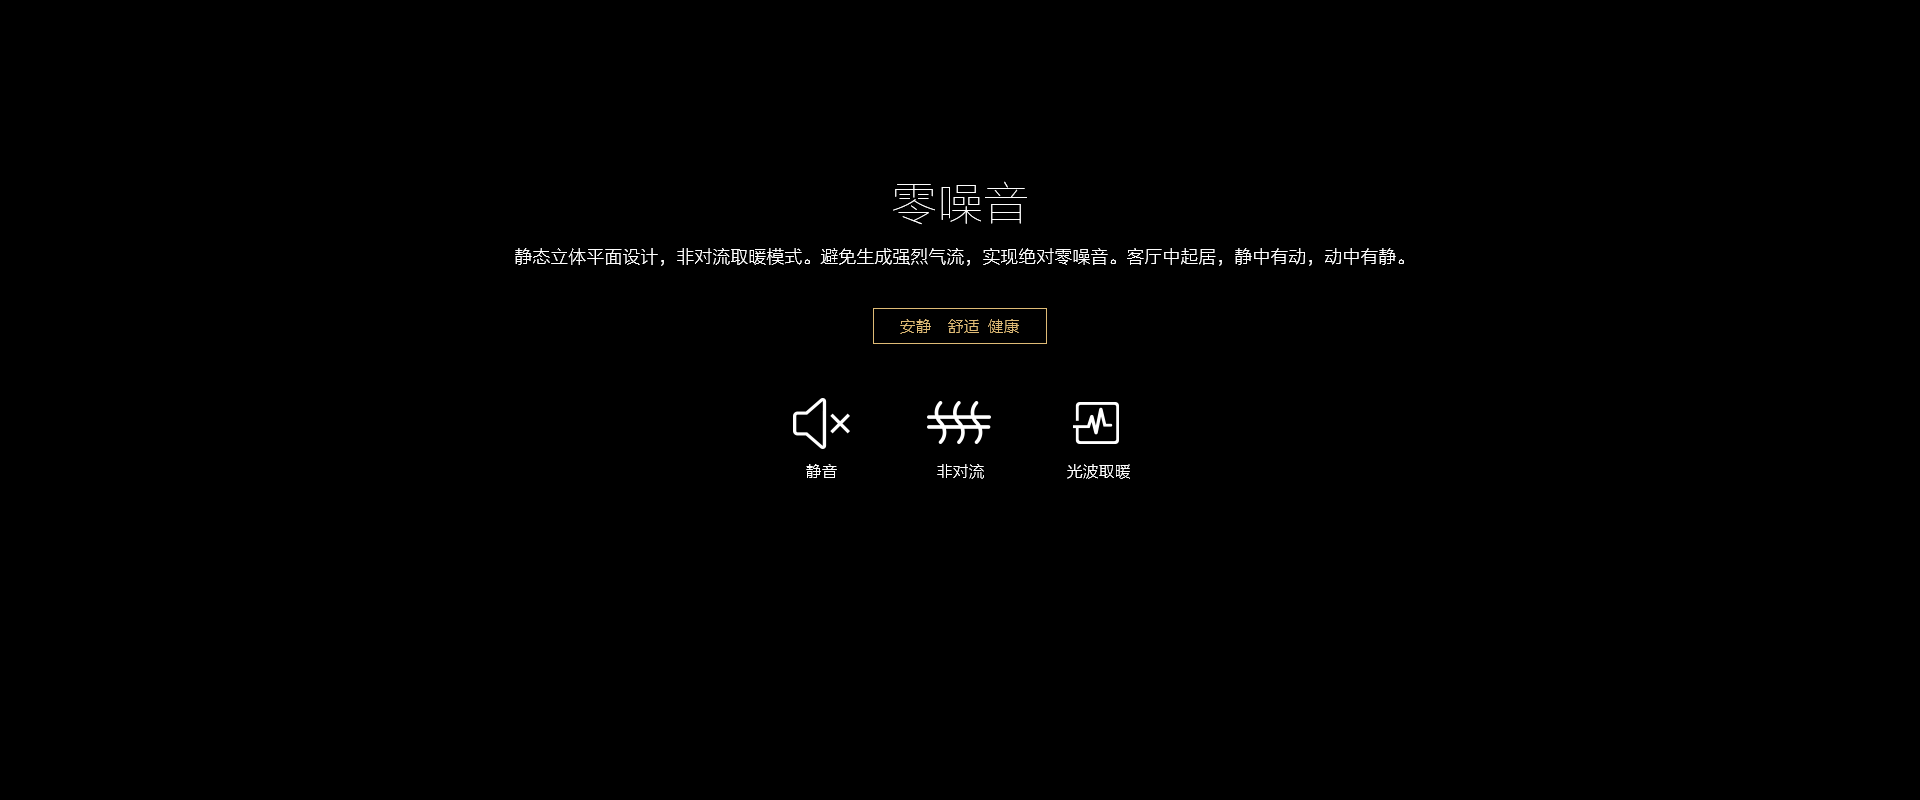 零噪音
静态立体平面设计，非对流取暖模式。避免生成强烈气流，实现绝对零噪音。客厅中起居，静中有动，动中有静。
安静 舒适 健康
静音 非对流 光波取暖